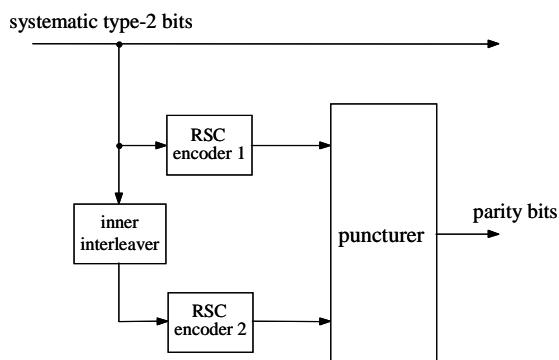 systematic type-2 bits
RSC
encoder 1
parity bits
inner
interleaver
puncturer
RSC
encoder 2